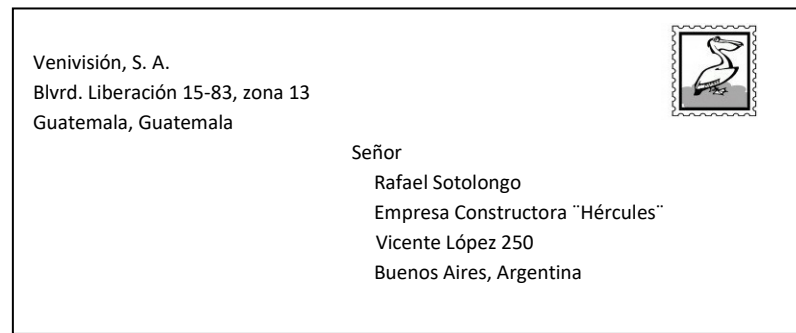 Venivisión, S. A.
Blvrd. Liberación 15-83, zona 13
Guatemala, Guatemala
Señor
Rafael Sotolongo
Empresa Constructora ¨Hércules¨
Vicente López 250
Buenos Aires, Argentina